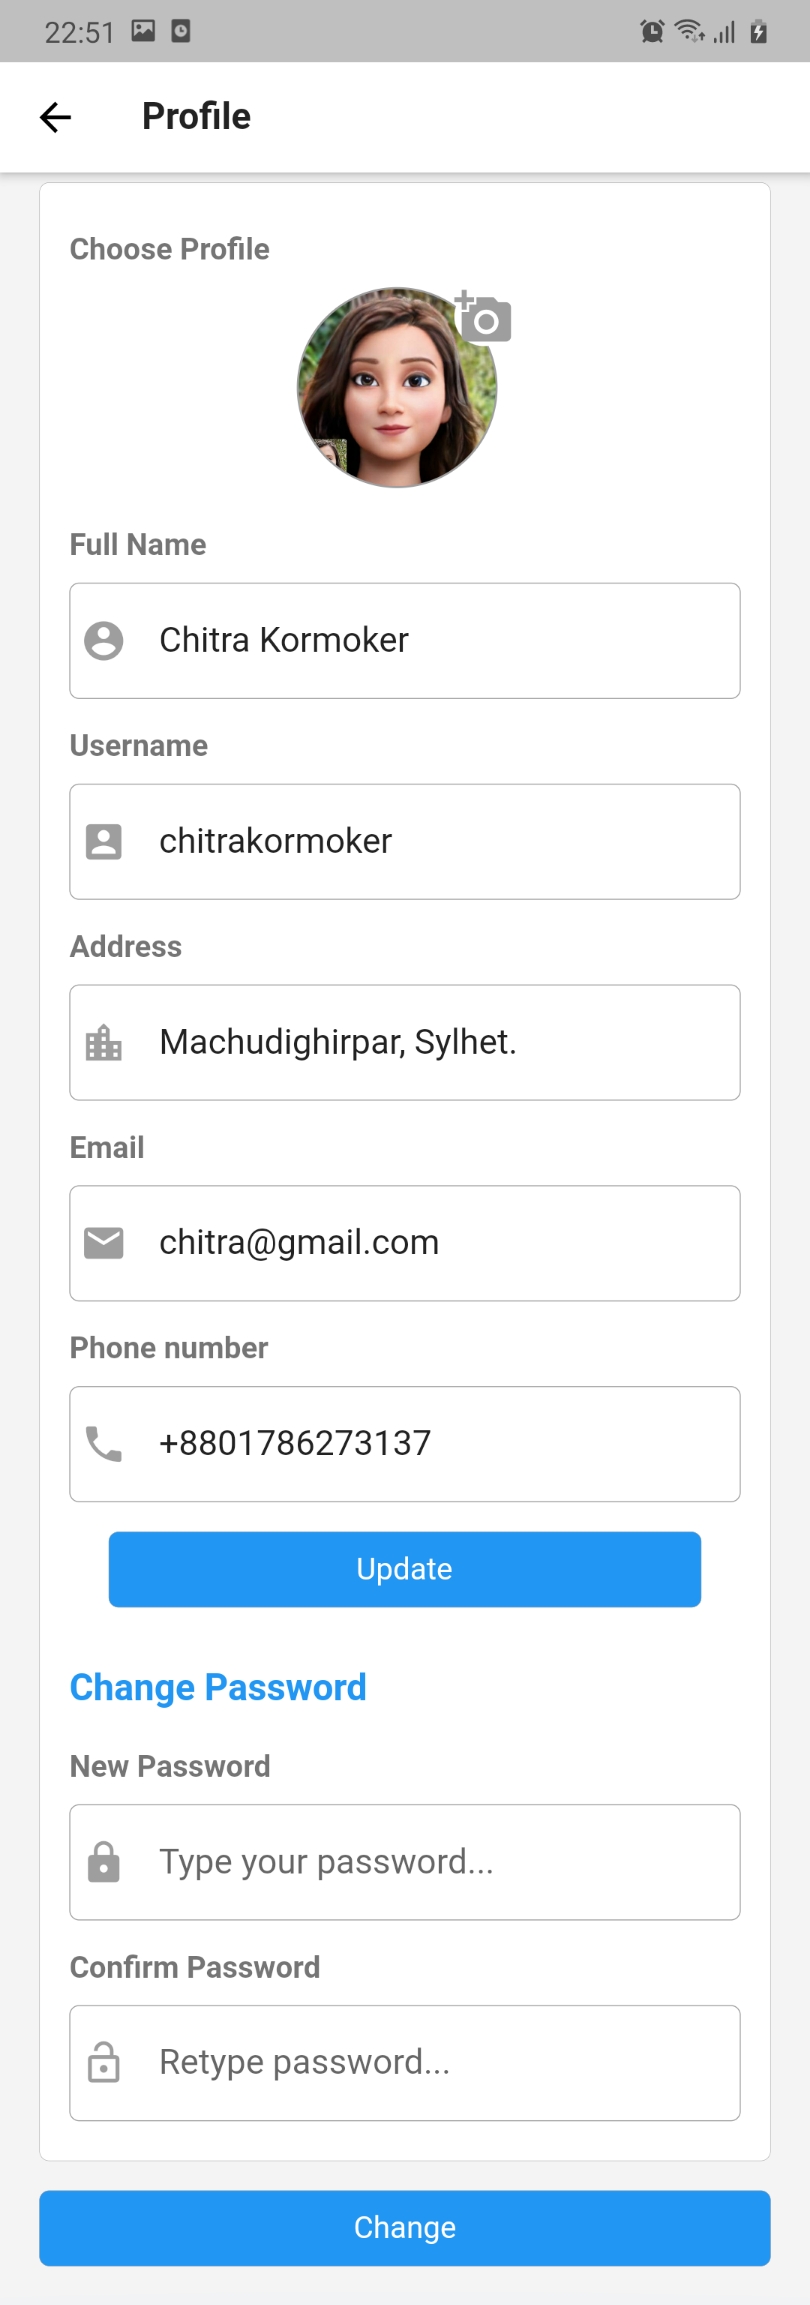 22:51
Profile
Choose Profile
Full Name
Chitra Kormoker
Username
chitrakormoker
Address
Machudighirpar, Sylhet.
Email
chitra@gmail.com
Phone number
+8801786273137
Update
Change Password
New Password
Type your password...
Confirm Password
Retype password...
Change